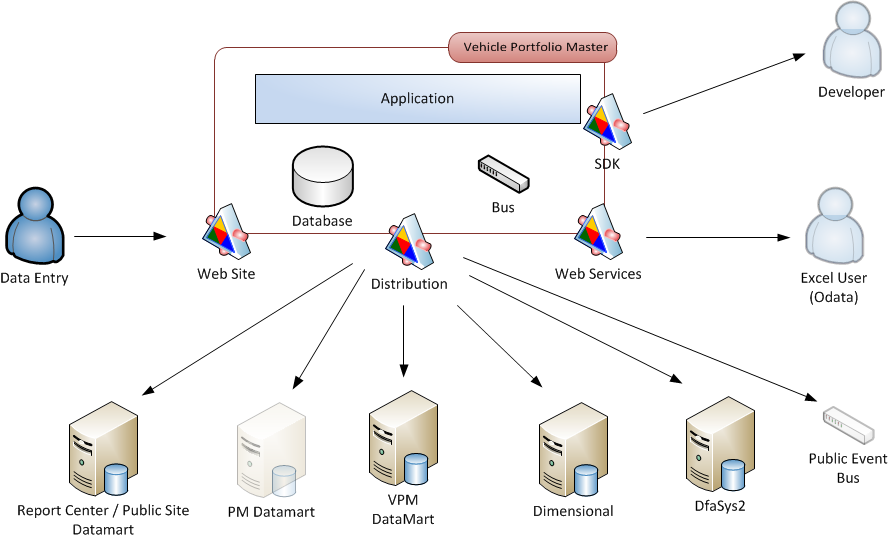 Vehicle Portfolio Master
Application
Developer
SDK
Database
Bus
Data Entry
Web Site
Distribution
Web Services
Excel User
(Odata)
Report Center / Public Site
Datamart
PM Datamart
VPM
DataMart
Dimensional
DfaSys2
Public Event
Bus